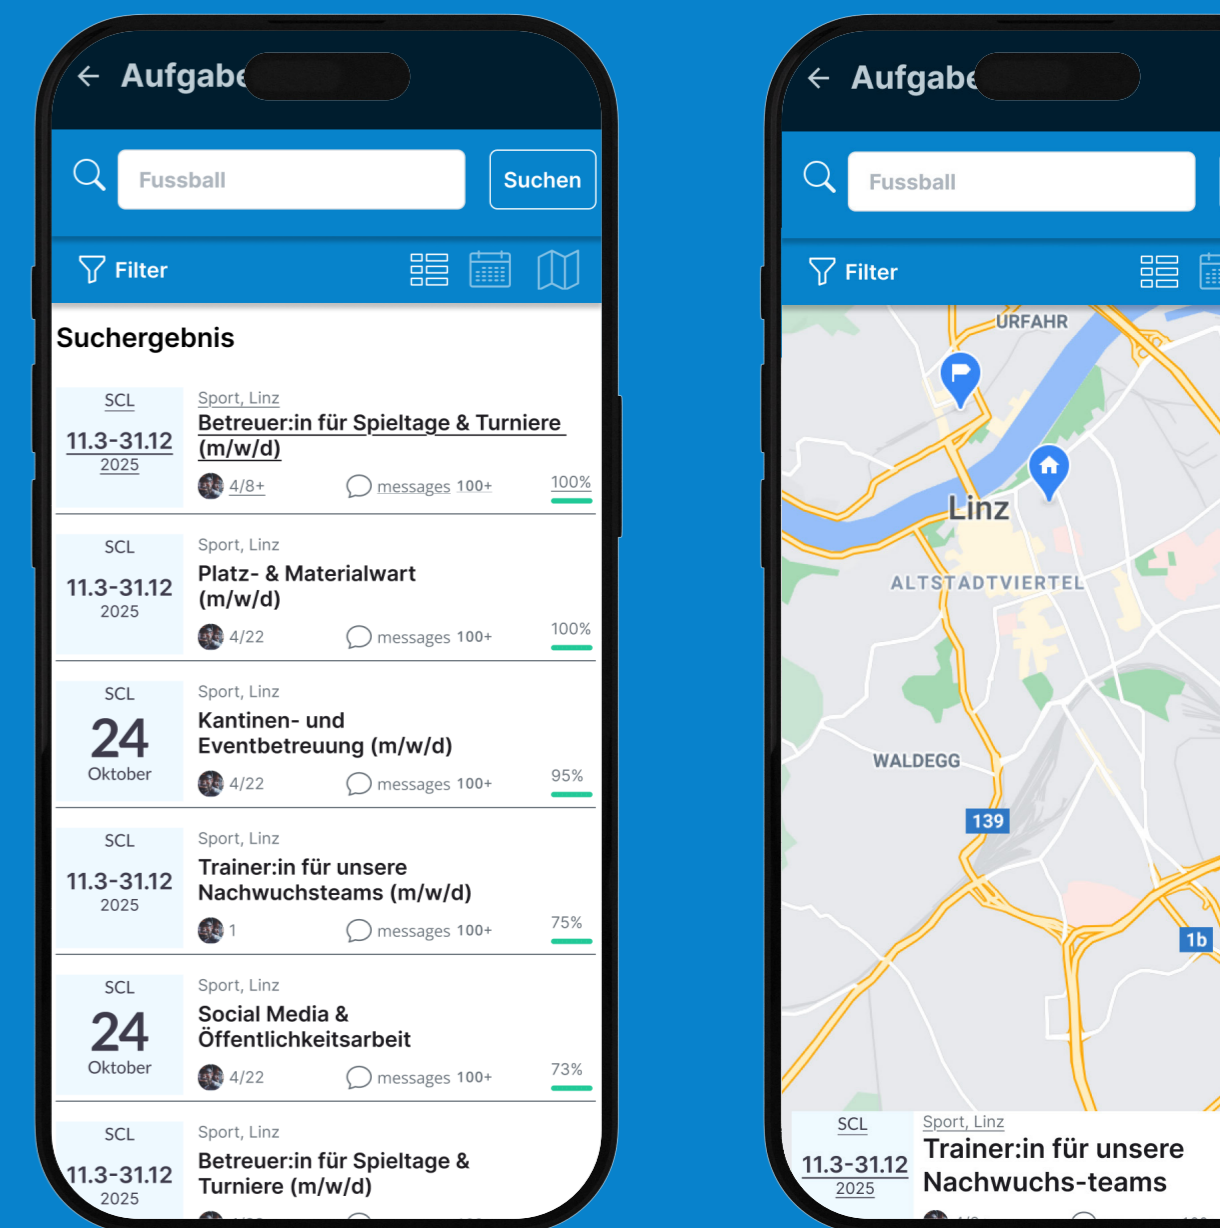 Aufgabe
Fussball
Suchen
Filter
Suchergebnis
SCL
11.3-31.12
2025
Sport, Linz
Betreuer:in für Spieltage & Turniere
(m/w/d)
4/8+
messages 100+
100%
SCL
11.3-31.12
2025
Sport, Linz
Platz- & Materialwart
(m/w/d)
4/22
messages 100+
100%
SCL
24
Oktober
Sport, Linz
Kantinen- und
Eventbetreuung (m/w/d)
4/22
messages 100+
95%
SCL
11.3-31.12
2025
Sport, Linz
Trainer:in für unsere
Nachwuchsteams (m/w/d)
1
messages 100+
75%
SCL
24
Oktober
Sport, Linz
Social Media &
Öffentlichkeitsarbeit
4/22
messages 100+
73%
SCL
11.3-31.12
2025
Sport, Linz
Betreuer:in für Spieltage &
Turniere (m/w/d)
Aufgabe
Fussball
Filter
URFAHR
Linz
ALTSTADTVIERTEL
WALDEGG
139
1b
SCL
11.3-31.12
2025
Sport, Linz
Trainer:in für unsere
Nachwuchs-teams